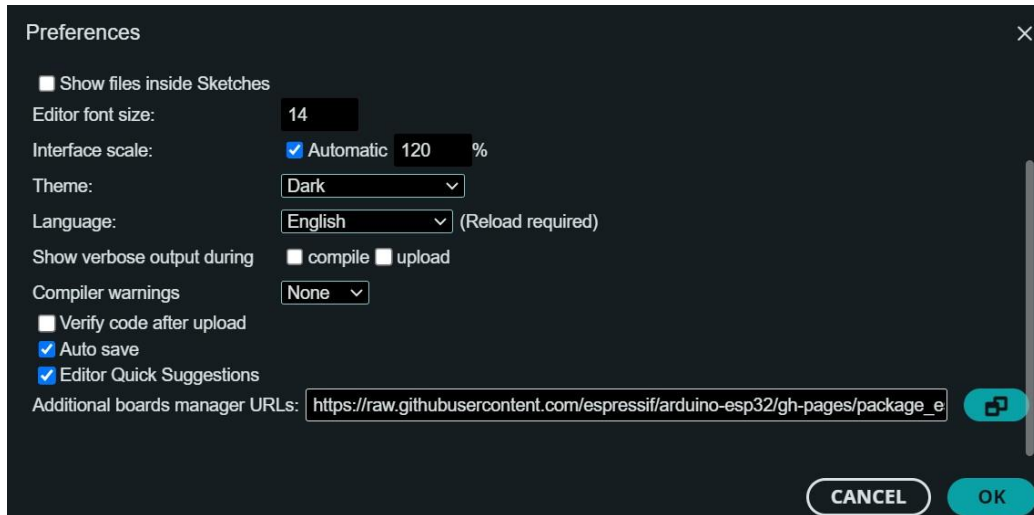 Preferences
Show files inside Sketches
Editor font size: 14
Interface scale: Automatic 120 %
Theme: Dark
Language: English (Reload required)
Show verbose output during compile upload
Compiler warnings None
Verify code after upload
Auto save
Editor Quick Suggestions
Additional boards manager URLs: https://raw.githubusercontent.com/espressif/arduino-esp32/gh-pages/package_e
CANCEL OK